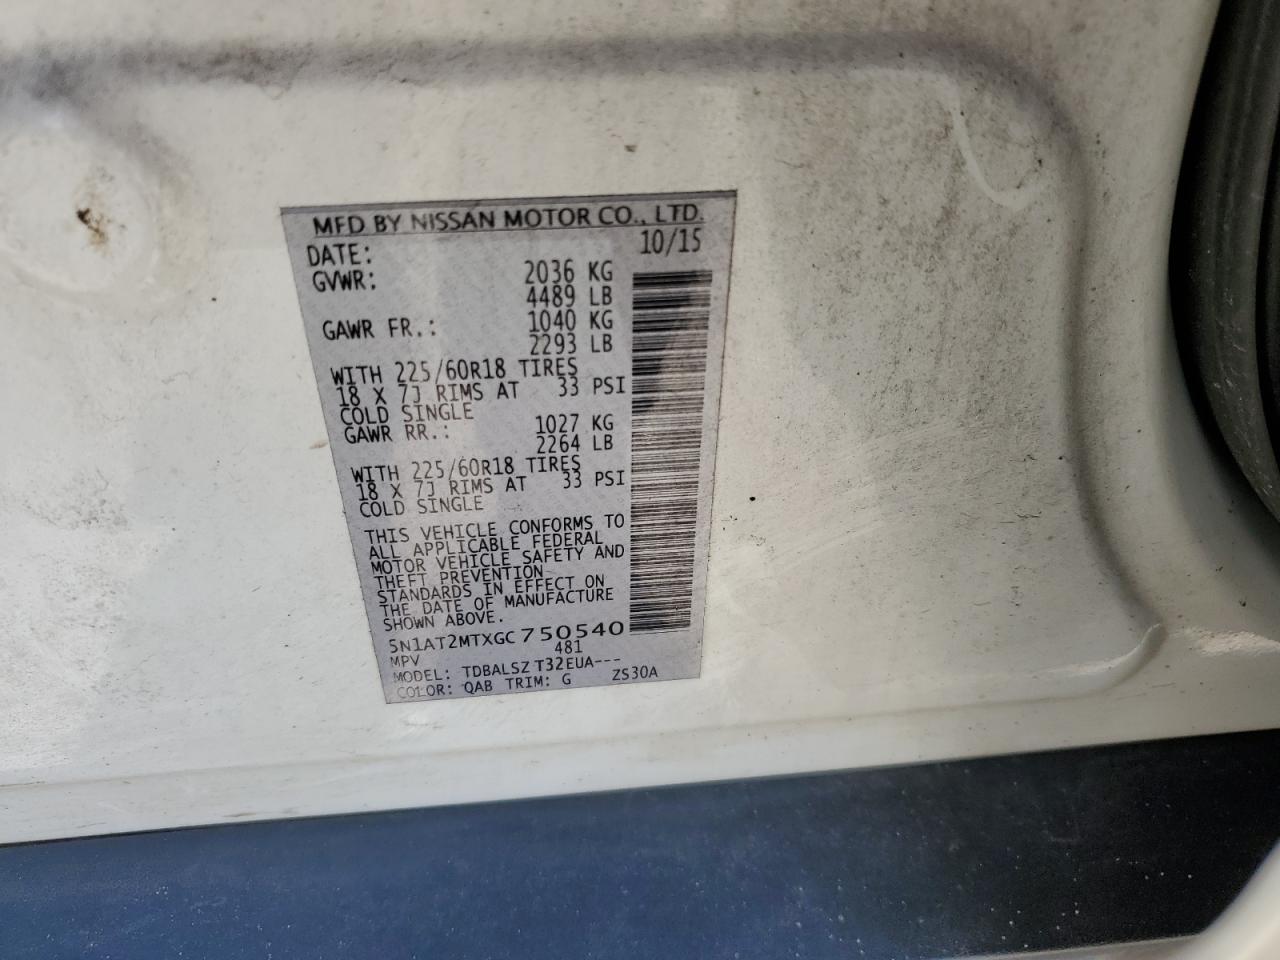 MFD BY NISSAN MOTOR CO., LTD.
DATE: 10/15
GVWR: 2036 KG
4489 LB
GAWR FR.: 1040 KG
2293 LB
WITH 225/60R18 TIRES
18 X 7J RIMS AT 33 PSI
COLD SINGLE
GAWR RR.: 1027 KG
2264 LB
WITH 225/60R18 TIRES
18 X 7J RIMS AT 33 PSI
COLD SINGLE
THIS VEHICLE CONFORMS TO
ALL APPLICABLE FEDERAL
MOTOR VEHICLE SAFETY AND
THEFT PREVENTION
STANDARDS IN EFFECT ON
THE DATE OF MANUFACTURE
SHOWN ABOVE.
5N1AT2MTXGC750540
MPV 481
MODEL: TDBALSZ T32EUA---
COLOR: QAB TRIM: G ZS30A